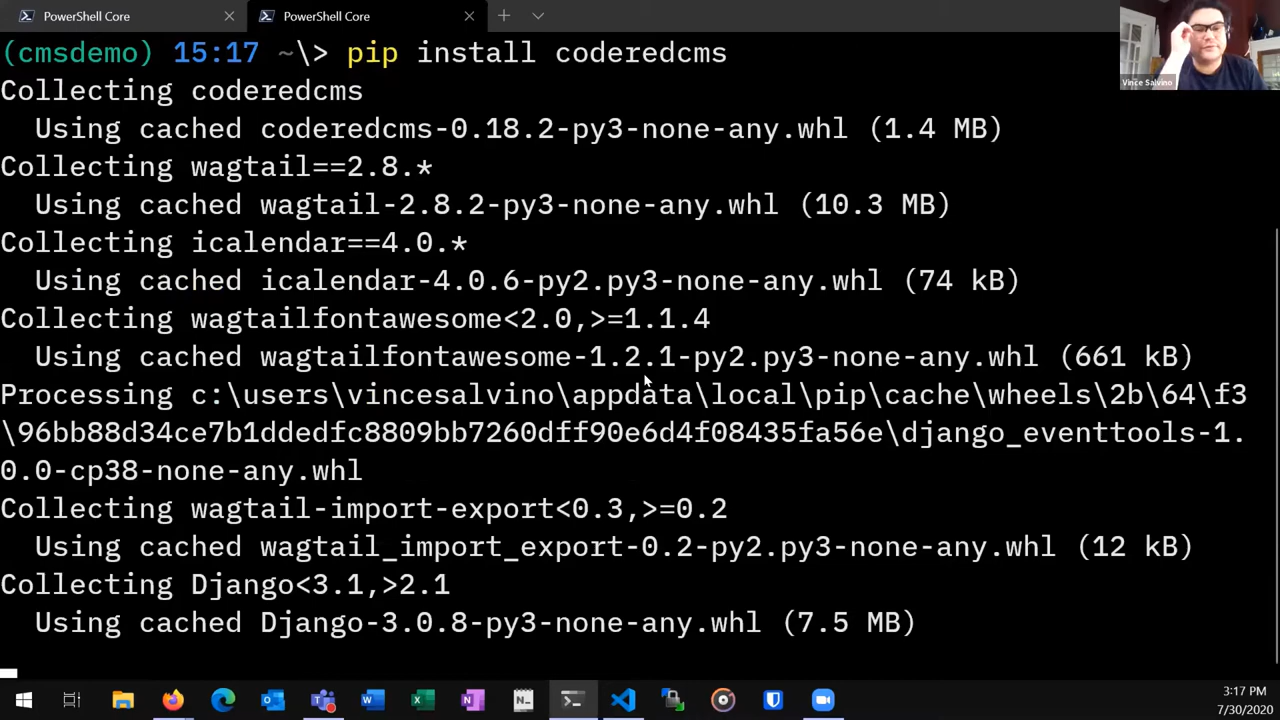 PowerShell Core
PowerShell Core
(cmsdemo) 15:17 ~\> pip install coderedcms
Collecting coderedcms
Using cached coderedcms-0.18.2-py3-none-any.whl (1.4 MB)
Collecting wagtail==2.8.*
Using cached wagtail-2.8.2-py3-none-any.whl (10.3 MB)
Collecting icalendar==4.0.*
Using cached icalendar-4.0.6-py2.py3-none-any.whl (74 kB)
Collecting wagtailfontawesome<2.0,>=1.1.4
Using cached wagtailfontawesome-1.2.1-py2.py3-none-any.whl (661 kB)
Processing c:\users\vincesalvino\appdata\local\pip\cache\wheels\2b\64\f3
\96bb88d34ce7b1ddedfc8809bb7260dff90e6d4f08435fa56e\django_eventtools-1.
0.0-cp38-none-any.whl
Collecting wagtail-import-export<0.3,>=0.2
Using cached wagtail_import_export-0.2-py2.py3-none-any.whl (12 kB)
Collecting Django<3.1,>2.1
Using cached Django-3.0.8-py3-none-any.whl (7.5 MB)
Vince Salvino
3:17 PM
7/30/2020